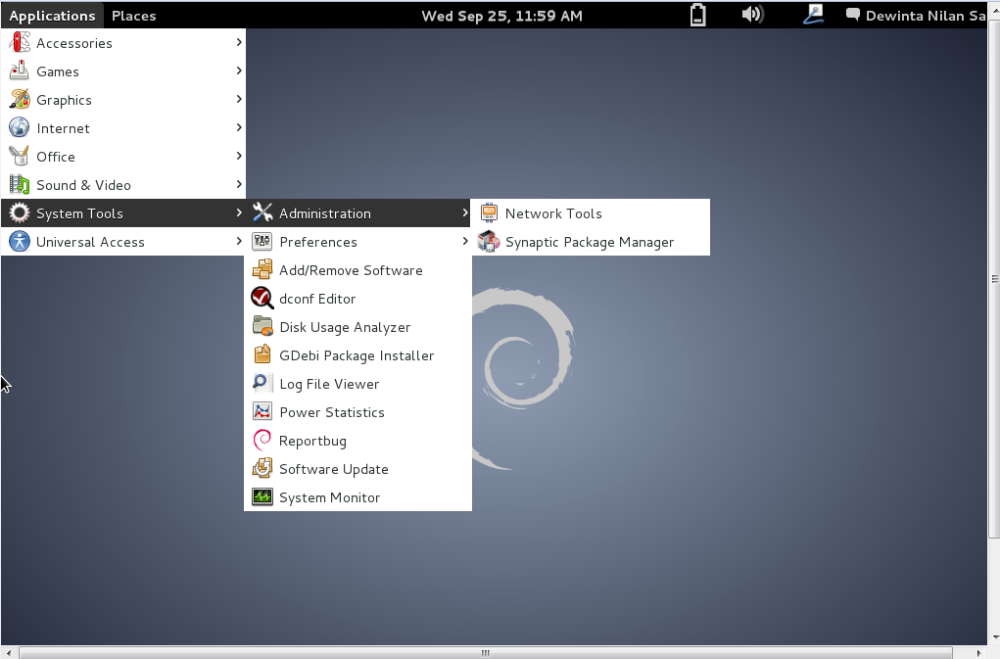 Applications Places Wed Sep 25, 11:59 AM Dewinta Nilan Sa
Accessories
Games
Graphics
Internet
Office
Sound & Video
System Tools Administration Network Tools
Universal Access Preferences Synaptic Package Manager
Add/Remove Software
dconf Editor
Disk Usage Analyzer
GDebi Package Installer
Log File Viewer
Power Statistics
Reportbug
Software Update
System Monitor